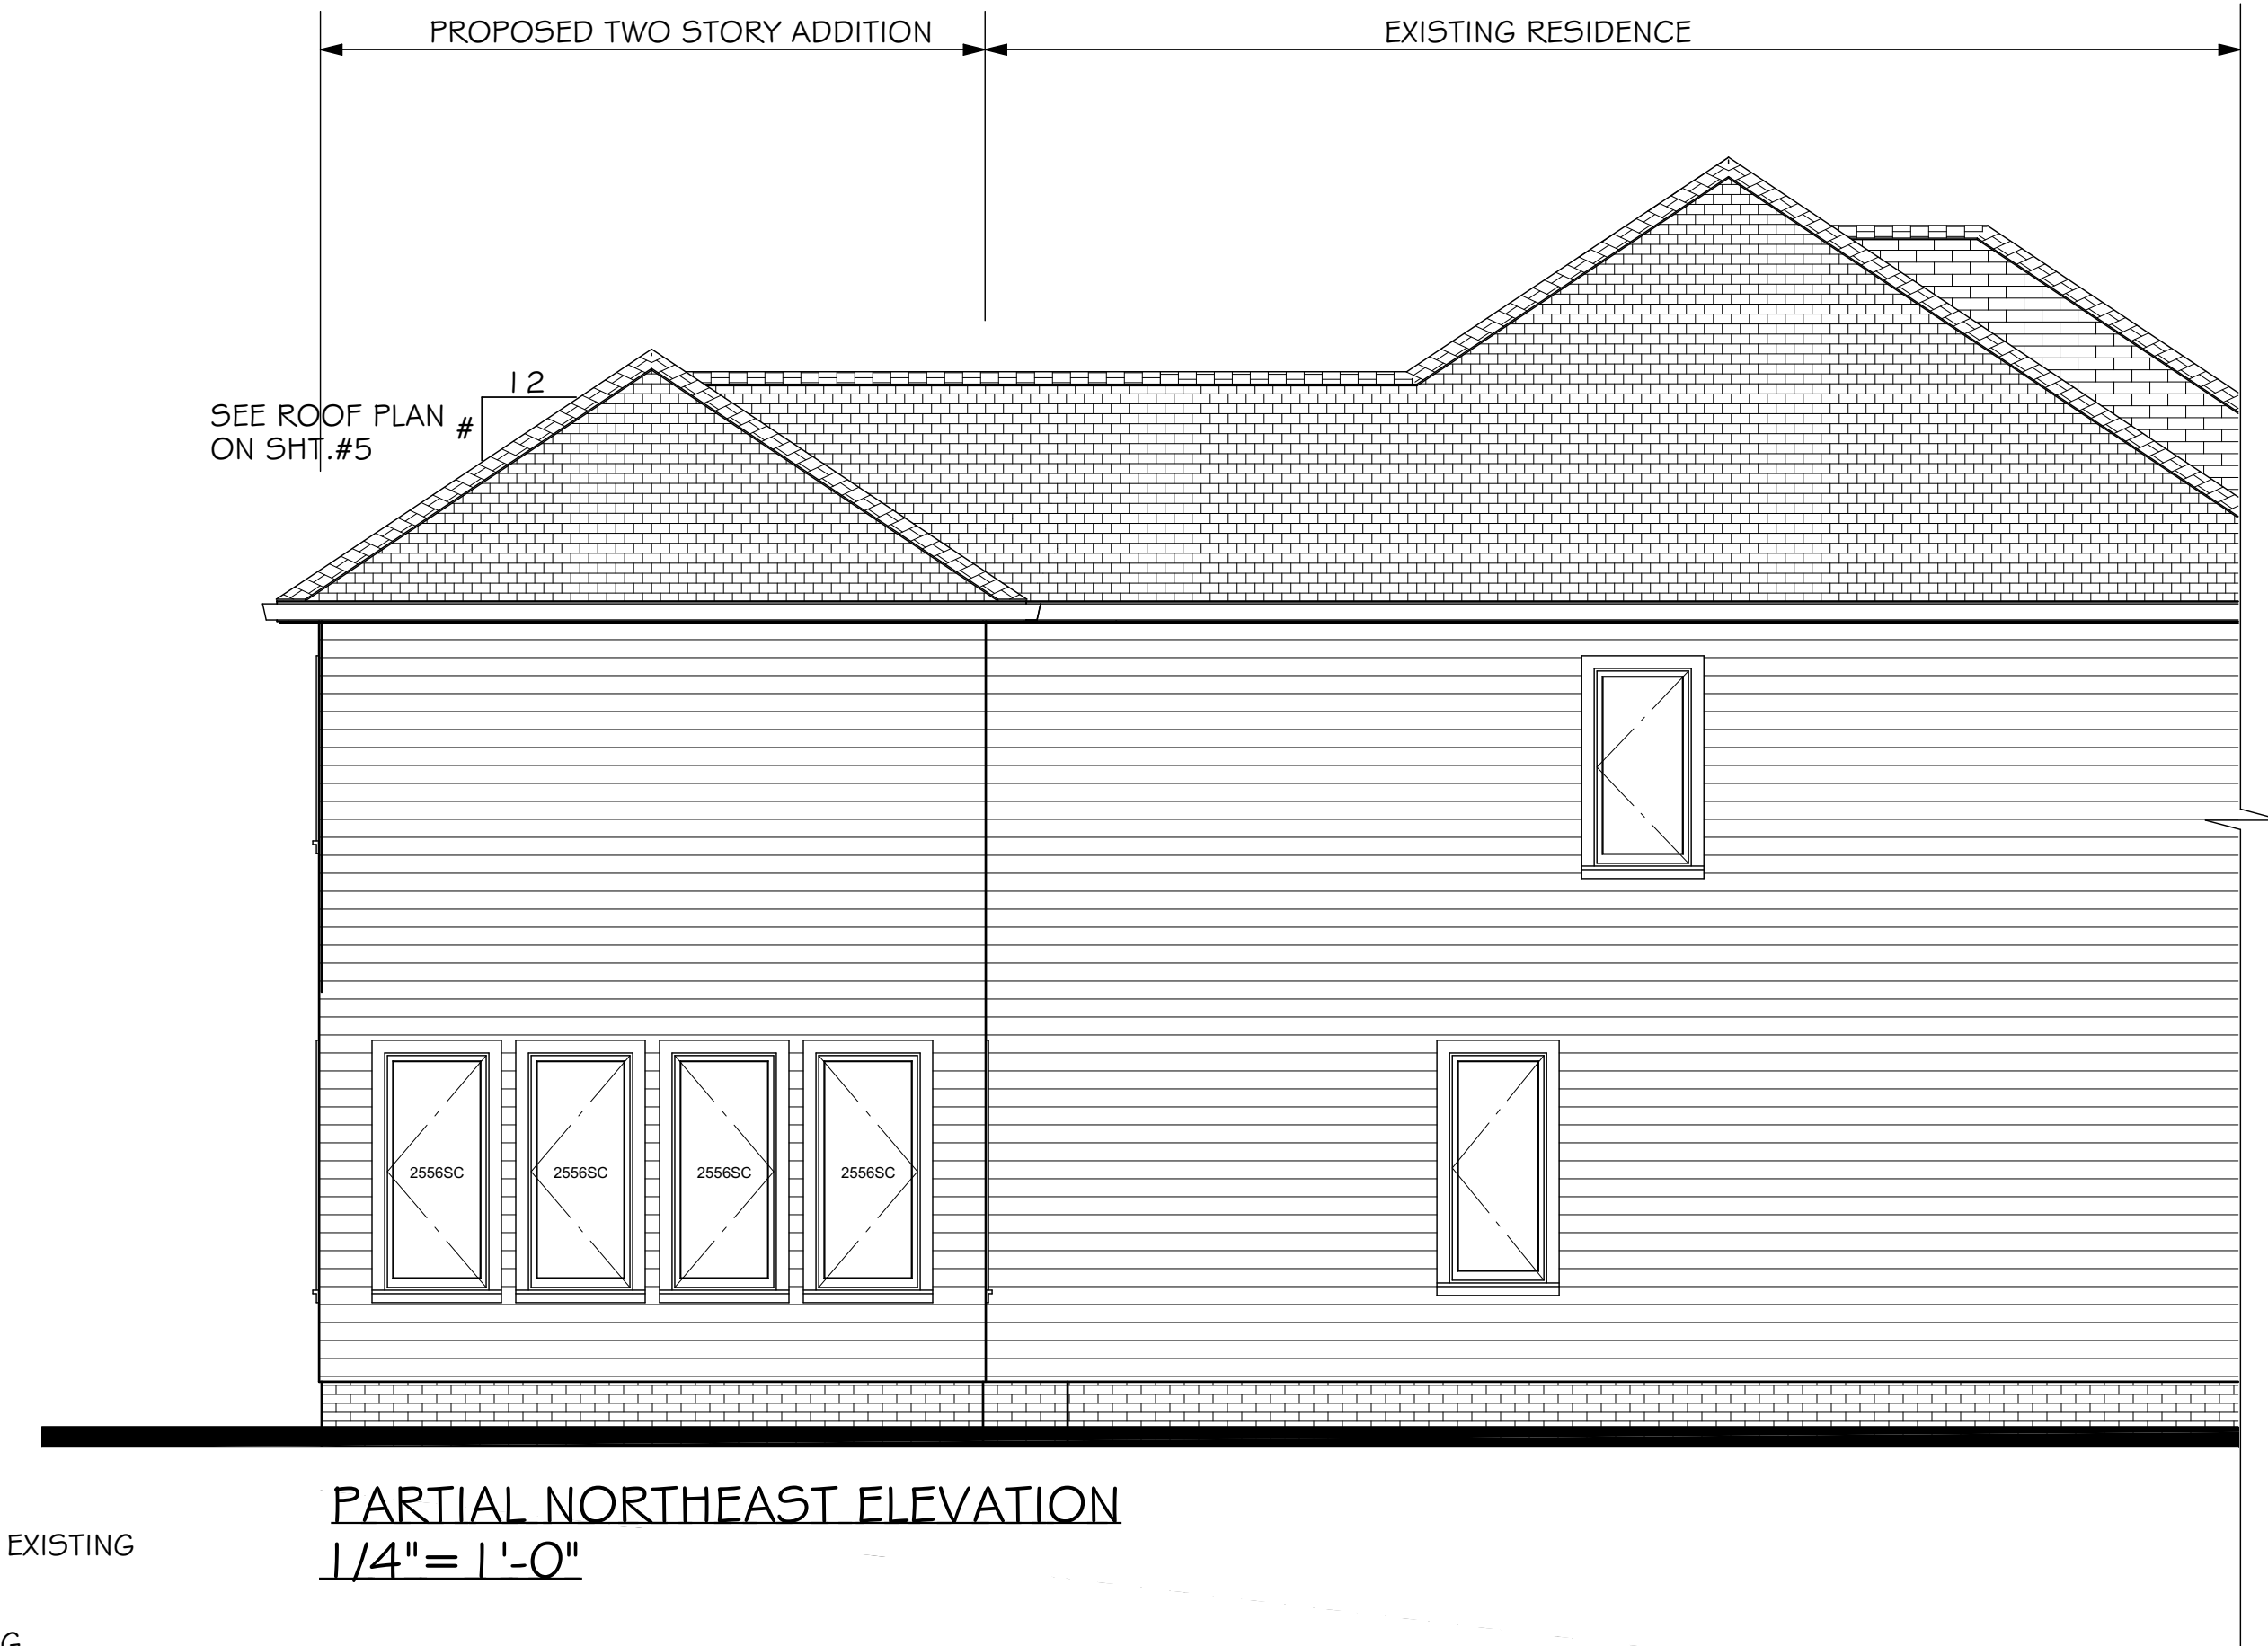 PROPOSED TWO STORY ADDITION
EXISTING RESIDENCE
12
SEE ROOF PLAN
#
ON SHT.#5
2556SC
2556SC
2556SC
2556SC
PARTIAL NORTHEAST ELEVATION
1/4"= 1'-0"
EXISTING